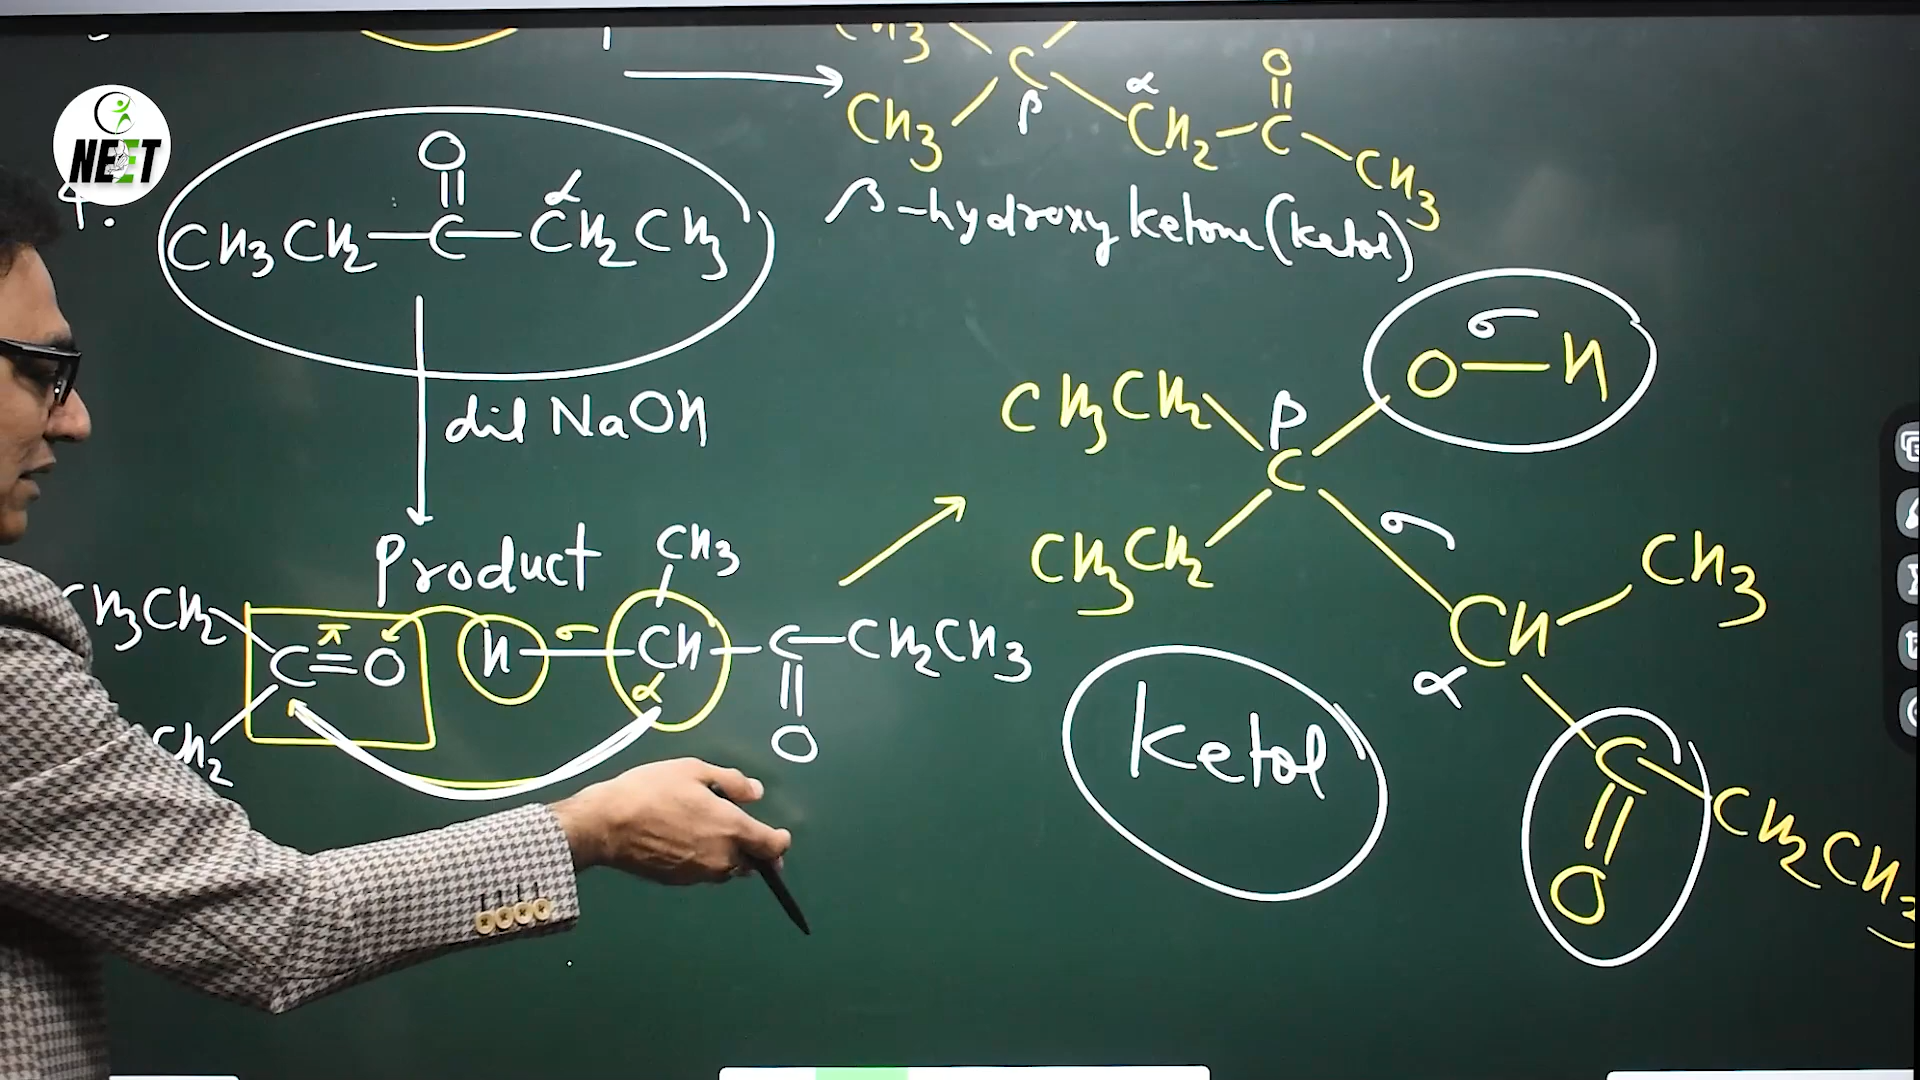 CH3
C
α
O
||
CH3
β
CH2—C
CH3
β-hydroxy ketone (ketol)
NEET
4.
O
||
α
CH3CH2—C—CH2CH3
dil NaOH
Product
CH3
CH3CH2
π
C=O
H
σ
CH—C—CH2CH3
α
||
O
CH2
σ
O—H
CH3CH2
β
C
CH3CH2
σ
CH3
CH
α
Ketol
C
||
O
CH2CH3